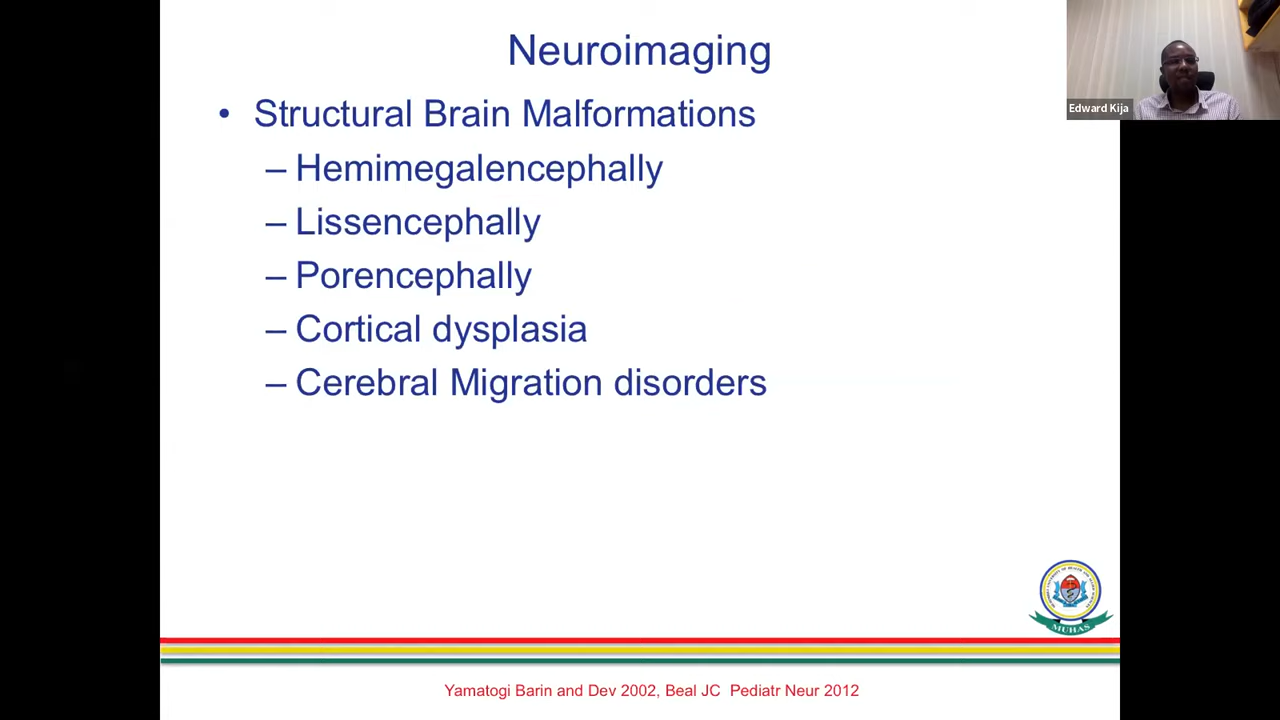 Neuroimaging
Edward Kija
• Structural Brain Malformations
– Hemimegalencephally
– Lissencephally
– Porencephally
– Cortical dysplasia
– Cerebral Migration disorders
MUHAS
Yamatogi Barin and Dev 2002, Beal JC Pediatr Neur 2012